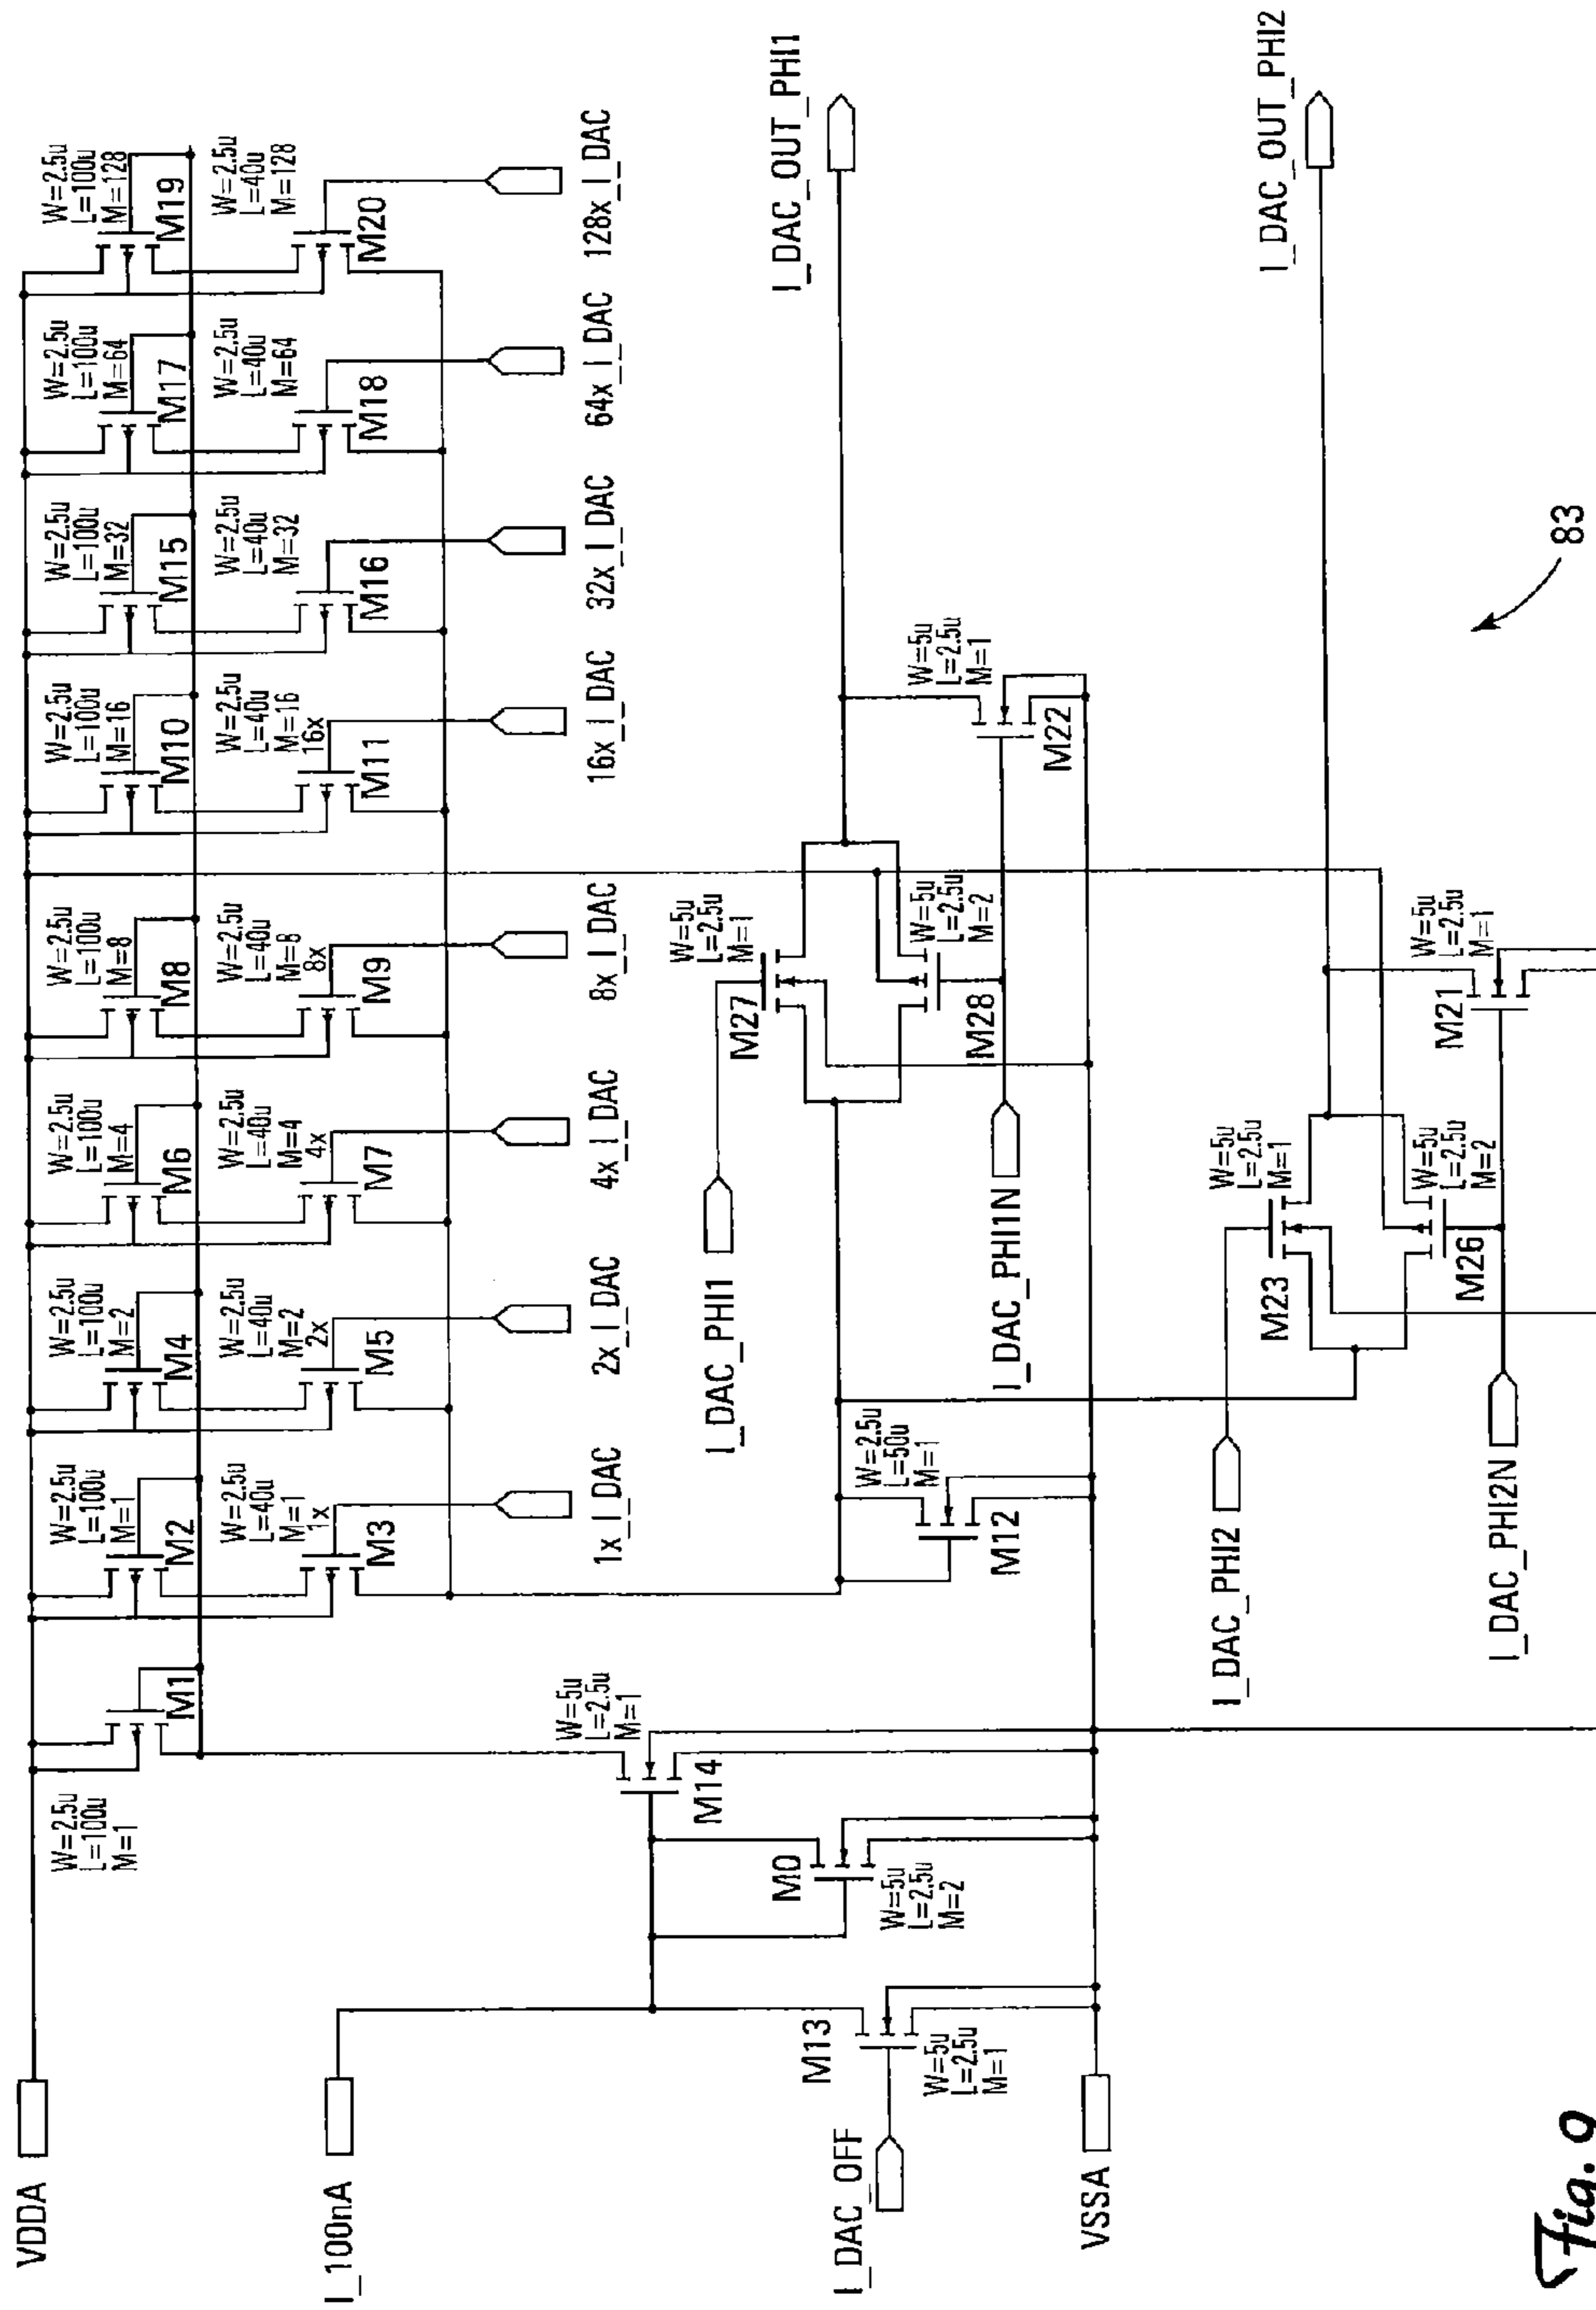 VDDA
W=2.5u
L=100u
M=1
M1
W=2.5u
L=100u
M=1
M2
W=2.5u
L=100u
M=2
M4
W=2.5u
L=100u
M=4
M6
W=2.5u
L=100u
M=8
M8
W=2.5u
L=100u
M=16
M10
W=2.5u
L=100u
M=32
M15
W=2.5u
L=100u
M=64
M17
W=2.5u
L=100u
M=128
M19
W=2.5u
L=40u
M=1
1x
M3
W=2.5u
L=40u
M=2
2x
M5
W=2.5u
L=40u
M=4
4x
M7
W=2.5u
L=40u
M=8
8x
M9
W=2.5u
L=40u
M=16
16x
M11
W=2.5u
L=40u
M=32
M16
W=2.5u
L=40u
M=64
M18
W=2.5u
L=40u
M=128
M20
1x_I_DAC
2x_I_DAC
4x_I_DAC
8x_I_DAC
16x_I_DAC
32x_I_DAC
64x_I_DAC
128x_I_DAC
I_100nA
W=5u
L=2.5u
M=1
M14
M0
W=5u
L=2.5u
M=2
M13
W=5u
L=2.5u
M=1
I_DAC_OFF
VSSA
I_DAC_PHI1
W=5u
L=2.5u
M=1
M27
W=5u
L=2.5u
M=2
M28
I_DAC_PHI1N
W=2.5u
L=50u
M=1
M12
W=5u
L=2.5u
M=1
M22
I_DAC_OUT_PHI1
I_DAC_PHI2
W=5u
L=2.5u
M=1
M23
W=5u
L=2.5u
M=2
M26
I_DAC_PHI2N
W=5u
L=2.5u
M=1
M21
I_DAC_OUT_PHI2
83
Fig. 9